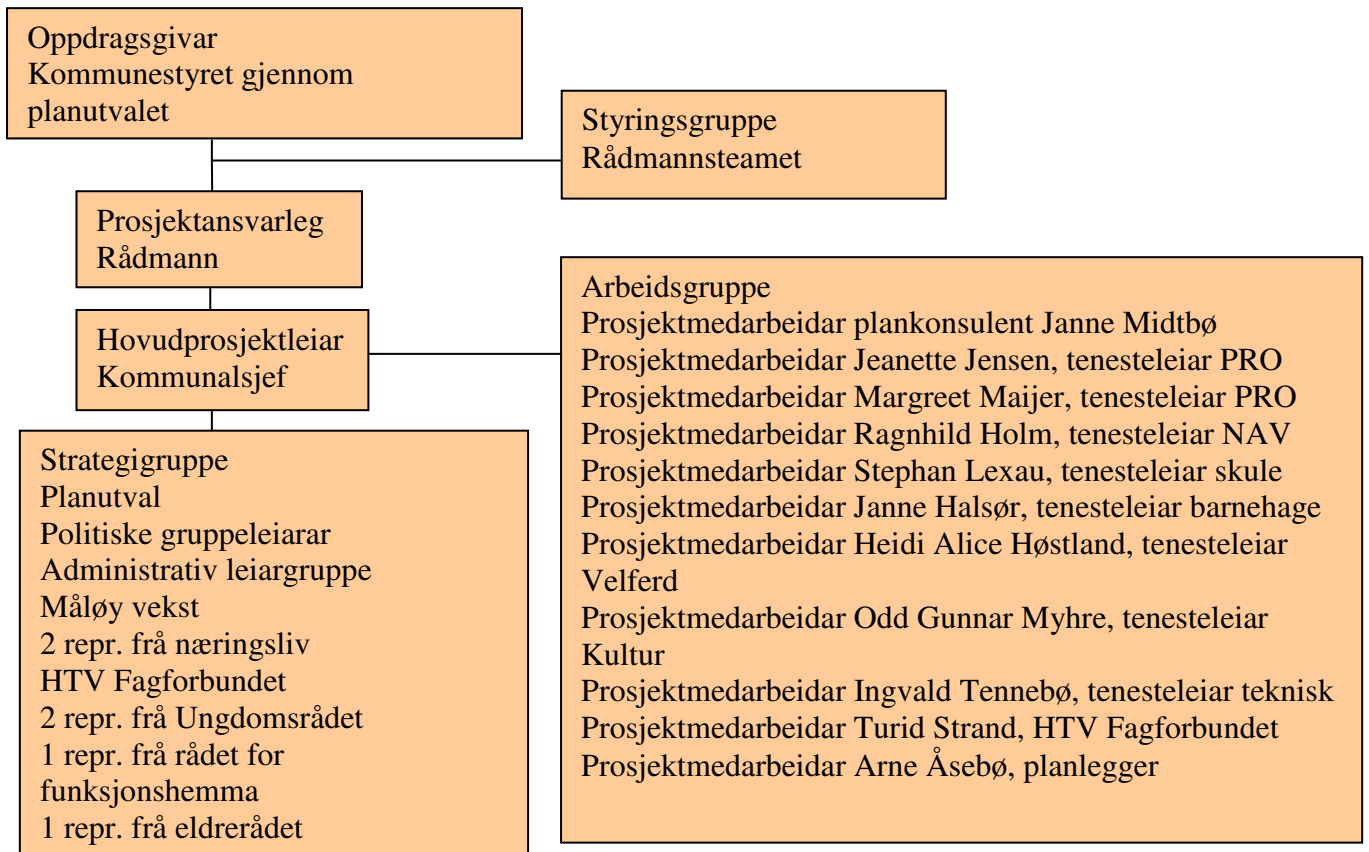 Oppdragsgivar
Kommunestyret gjennom
planutvalet
Styringsgruppe
Rådmannsteamet
Prosjektansvarleg
Rådmann
Hovudprosjektleiar
Kommunalsjef
Arbeidsgruppe
Prosjektmedarbeidar plankonsulent Janne Midtbø
Prosjektmedarbeidar Jeanette Jensen, tenesteleiar PRO
Prosjektmedarbeidar Margreet Maijer, tenesteleiar PRO
Prosjektmedarbeidar Ragnhild Holm, tenesteleiar NAV
Prosjektmedarbeidar Stephan Lexau, tenesteleiar skule
Prosjektmedarbeidar Janne Halsør, tenesteleiar barnehage
Prosjektmedarbeidar Heidi Alice Høstland, tenesteleiar
Velferd
Prosjektmedarbeidar Odd Gunnar Myhre, tenesteleiar
Kultur
Prosjektmedarbeidar Ingvald Tennebø, tenesteleiar teknisk
Prosjektmedarbeidar Turid Strand, HTV Fagforbundet
Prosjektmedarbeidar Arne Åsebø, planlegger
Strategigruppe
Planutval
Politiske gruppeleiarar
Administrativ leiargruppe
Måløy vekst
2 repr. frå næringsliv
HTV Fagforbundet
2 repr. frå Ungdomsrådet
1 repr. frå rådet for
funksjonshemma
1 repr. frå eldrerådet